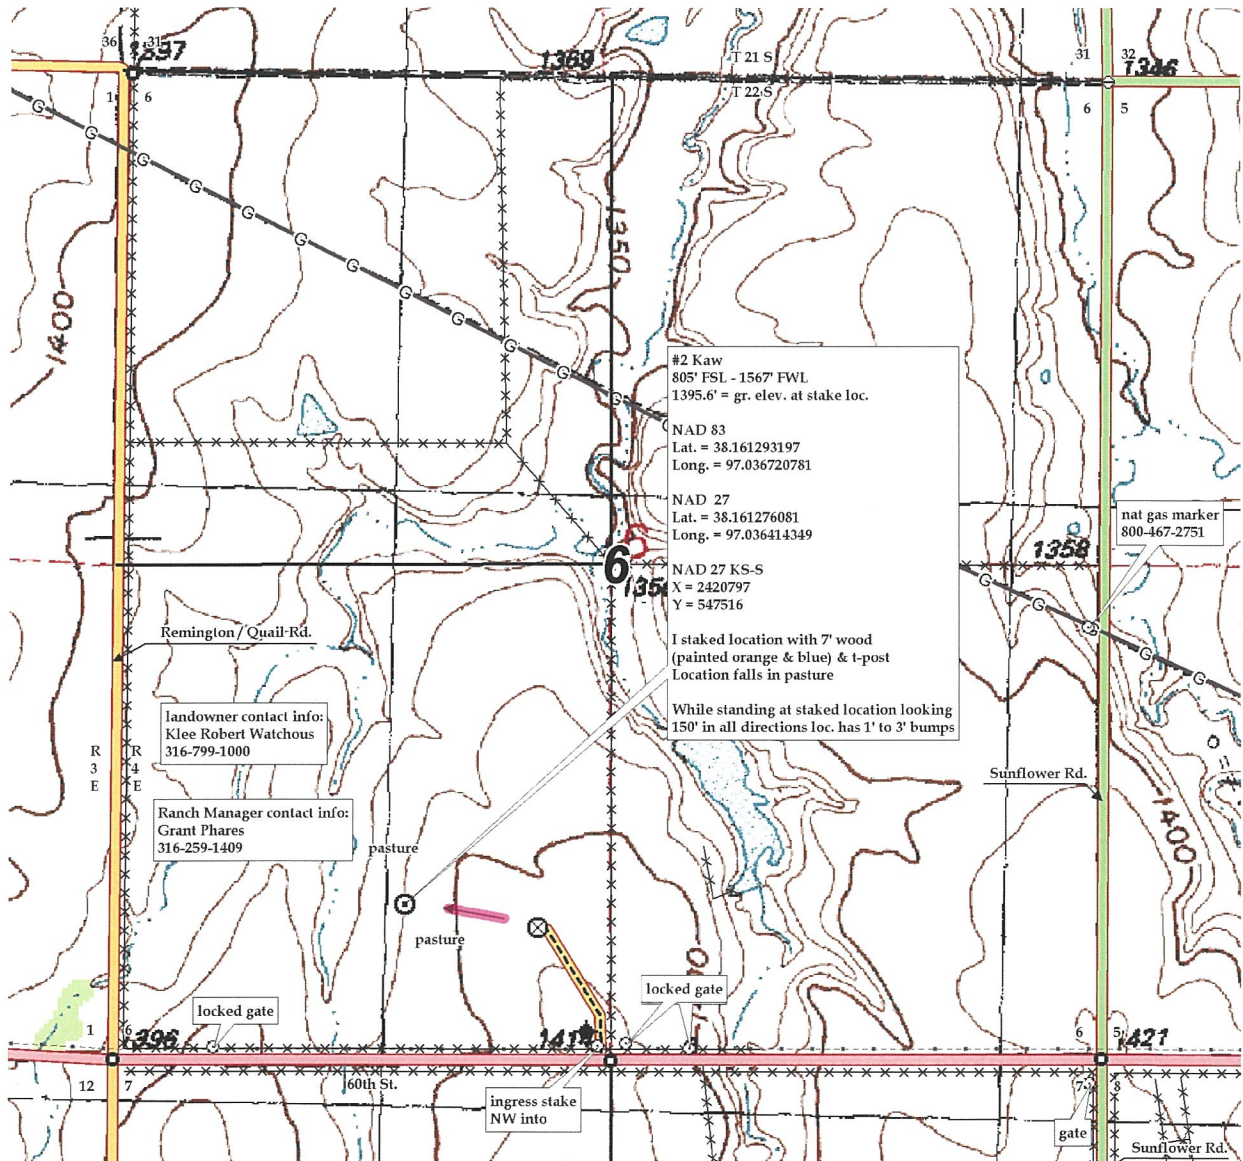 36
31
1397
1369
T 21 S
T 22 S
31
32
1346
1
6
6
5
G
G
G
G
G
G
G
G
G
G
G
G
1350
1400
#2 Kaw
805' FSL - 1567' FWL
1395.6' = gr. elev. at stake loc.
NAD 83
Lat. = 38.161293197
Long. = 97.036720781
NAD 27
Lat. = 38.161276081
Long. = 97.036414349
NAD 27 KS-S
X = 2420797
Y = 547516
I staked location with 7' wood
(painted orange & blue) & t-post
Location falls in pasture
While standing at staked location looking
150' in all directions loc. has 1' to 3' bumps
nat gas marker
800-467-2751
6
1358
G
G
G
G
G
Remington / Quail Rd.
landowner contact info:
Klee Robert Watchous
316-799-1000
R
3
E
R
4
E
Sunflower Rd.
Ranch Manager contact info:
Grant Phares
316-259-1409
1400
pasture
pasture
locked gate
locked gate
1
6
1396
6
5
1421
12
7
60th St.
7
8
ingress stake
NW into
gate
Sunflower Rd.